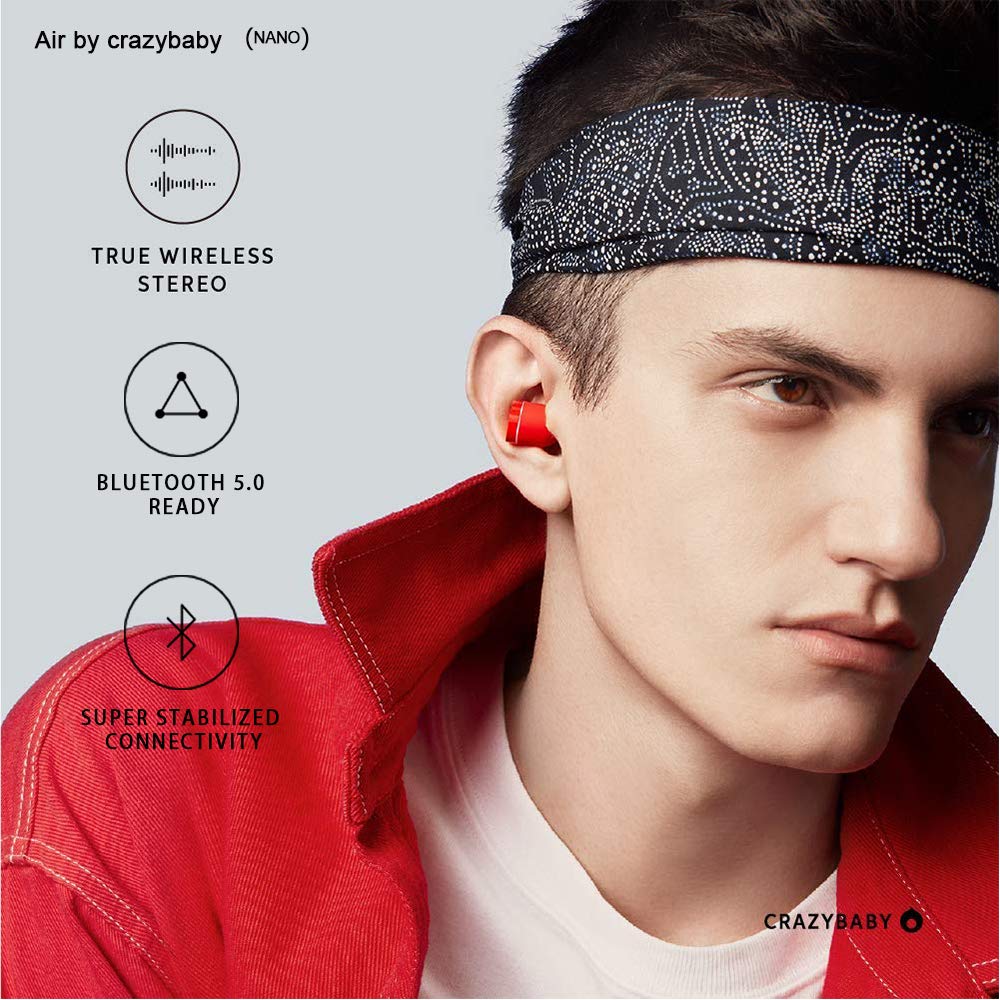 Air by crazybaby (NANO)
TRUE WIRELESS
STEREO
BLUETOOTH 5.0
READY
SUPER STABILIZED
CONNECTIVITY
CRAZYBABY